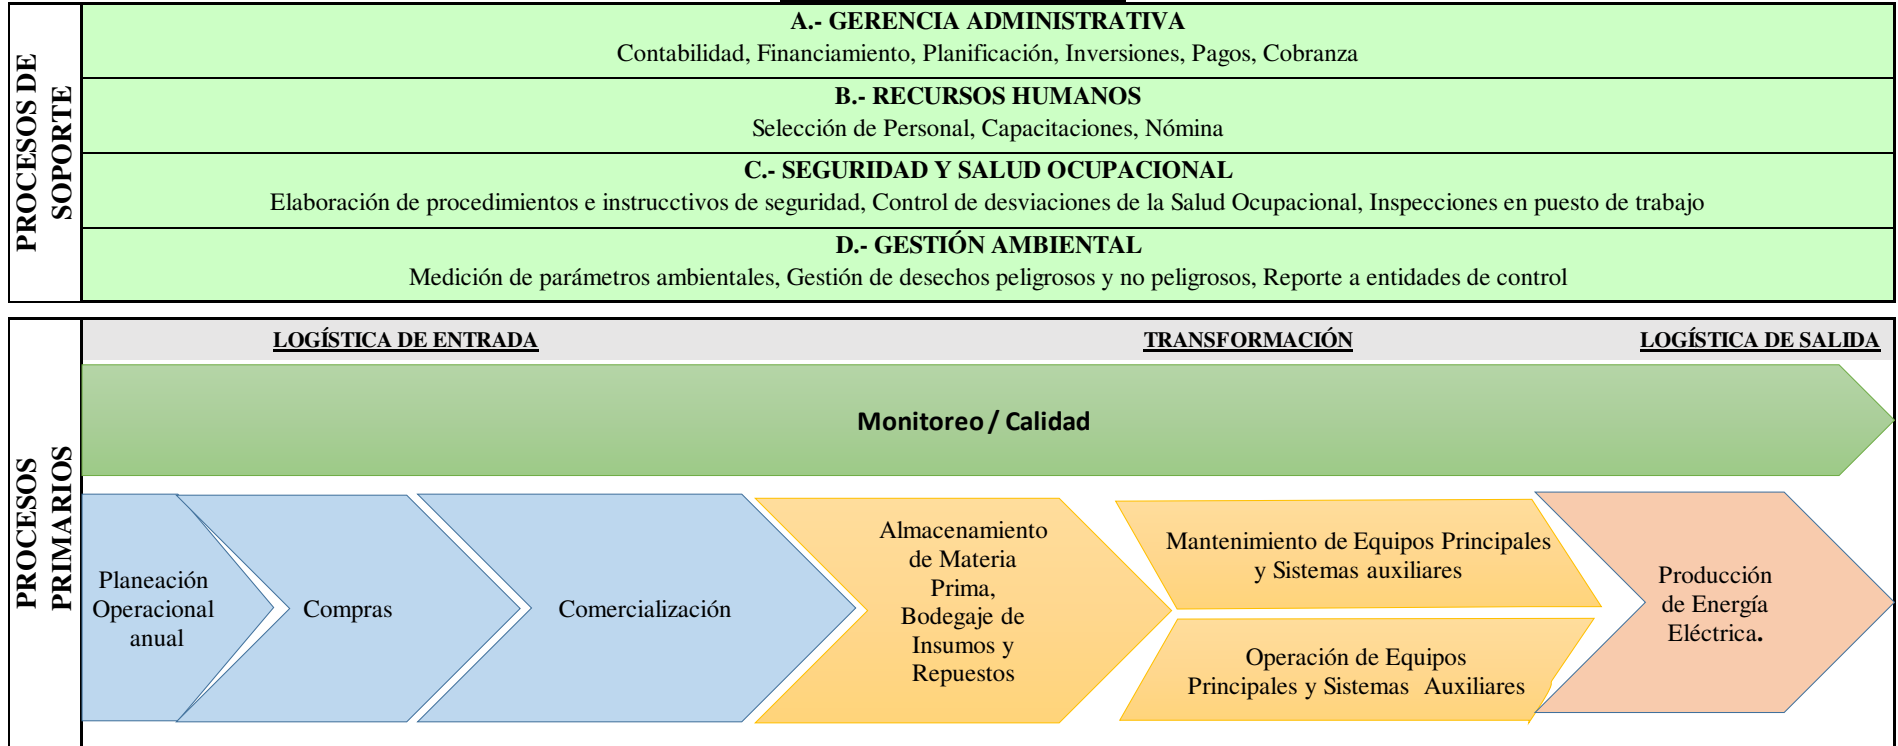 PROCESOS DE
SOPORTE
A.- GERENCIA ADMINISTRATIVA
Contabilidad, Financiamiento, Planificación, Inversiones, Pagos, Cobranza
B.- RECURSOS HUMANOS
Selección de Personal, Capacitaciones, Nómina
C.- SEGURIDAD Y SALUD OCUPACIONAL
Elaboración de procedimientos e instrucctivos de seguridad, Control de desviaciones de la Salud Ocupacional, Inspecciones en puesto de trabajo
D.- GESTIÓN AMBIENTAL
Medición de parámetros ambientales, Gestión de desechos peligrosos y no peligrosos, Reporte a entidades de control
PROCESOS
PRIMARIOS
LOGÍSTICA DE ENTRADA
TRANSFORMACIÓN
LOGÍSTICA DE SALIDA
Monitoreo / Calidad
Planeación
Operacional
anual
Compras
Comercialización
Almacenamiento
de Materia
Prima,
Bodegaje de
Insumos y
Repuestos
Mantenimiento de Equipos Principales
y Sistemas auxiliares
Operación de Equipos
Principales y Sistemas Auxiliares
Producción
de Energía
Eléctrica.